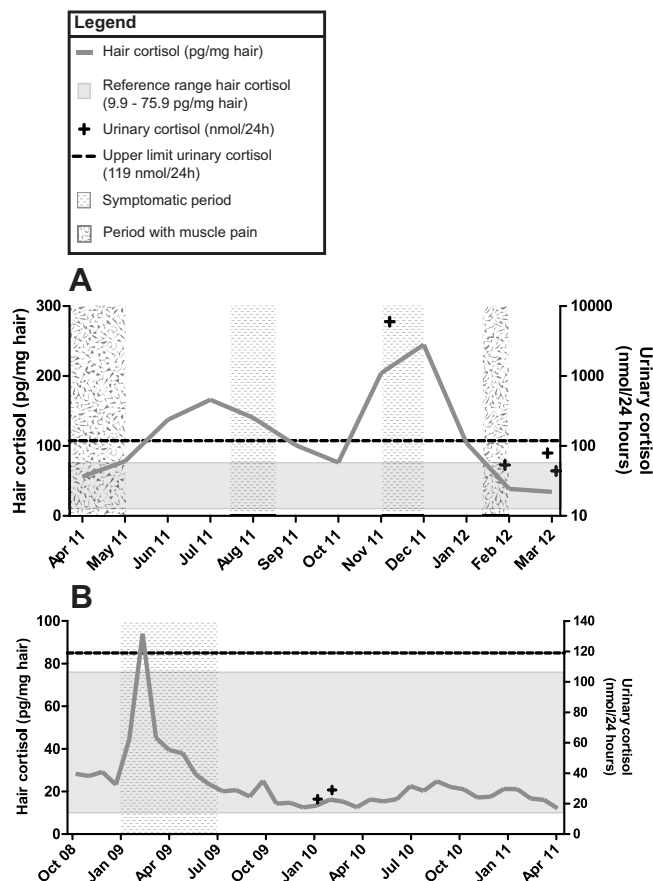 Legend
Hair cortisol (pg/mg hair)
Reference range hair cortisol
(9.9 - 75.9 pg/mg hair)
Urinary cortisol (nmol/24h)
Upper limit urinary cortisol
(119 nmol/24h)
Symptomatic period
Period with muscle pain
A
Hair cortisol (pg/mg hair)
300
200
100
0
10000
1000
100
10
Urinary cortisol
(nmol/24 hours)
Apr 11
May 11
Jun 11
Jul 11
Aug 11
Sep 11
Oct 11
Nov 11
Dec 11
Jan 12
Feb 12
Mar 12
B
Hair cortisol (pg/mg hair)
100
80
60
40
20
0
140
120
100
80
60
40
20
0
Urinary cortisol
(nmol/24 hours)
Oct 08
Jan 09
Apr 09
Jul 09
Oct 09
Jan 10
Apr 10
Jul 10
Oct 10
Jan 11
Apr 11